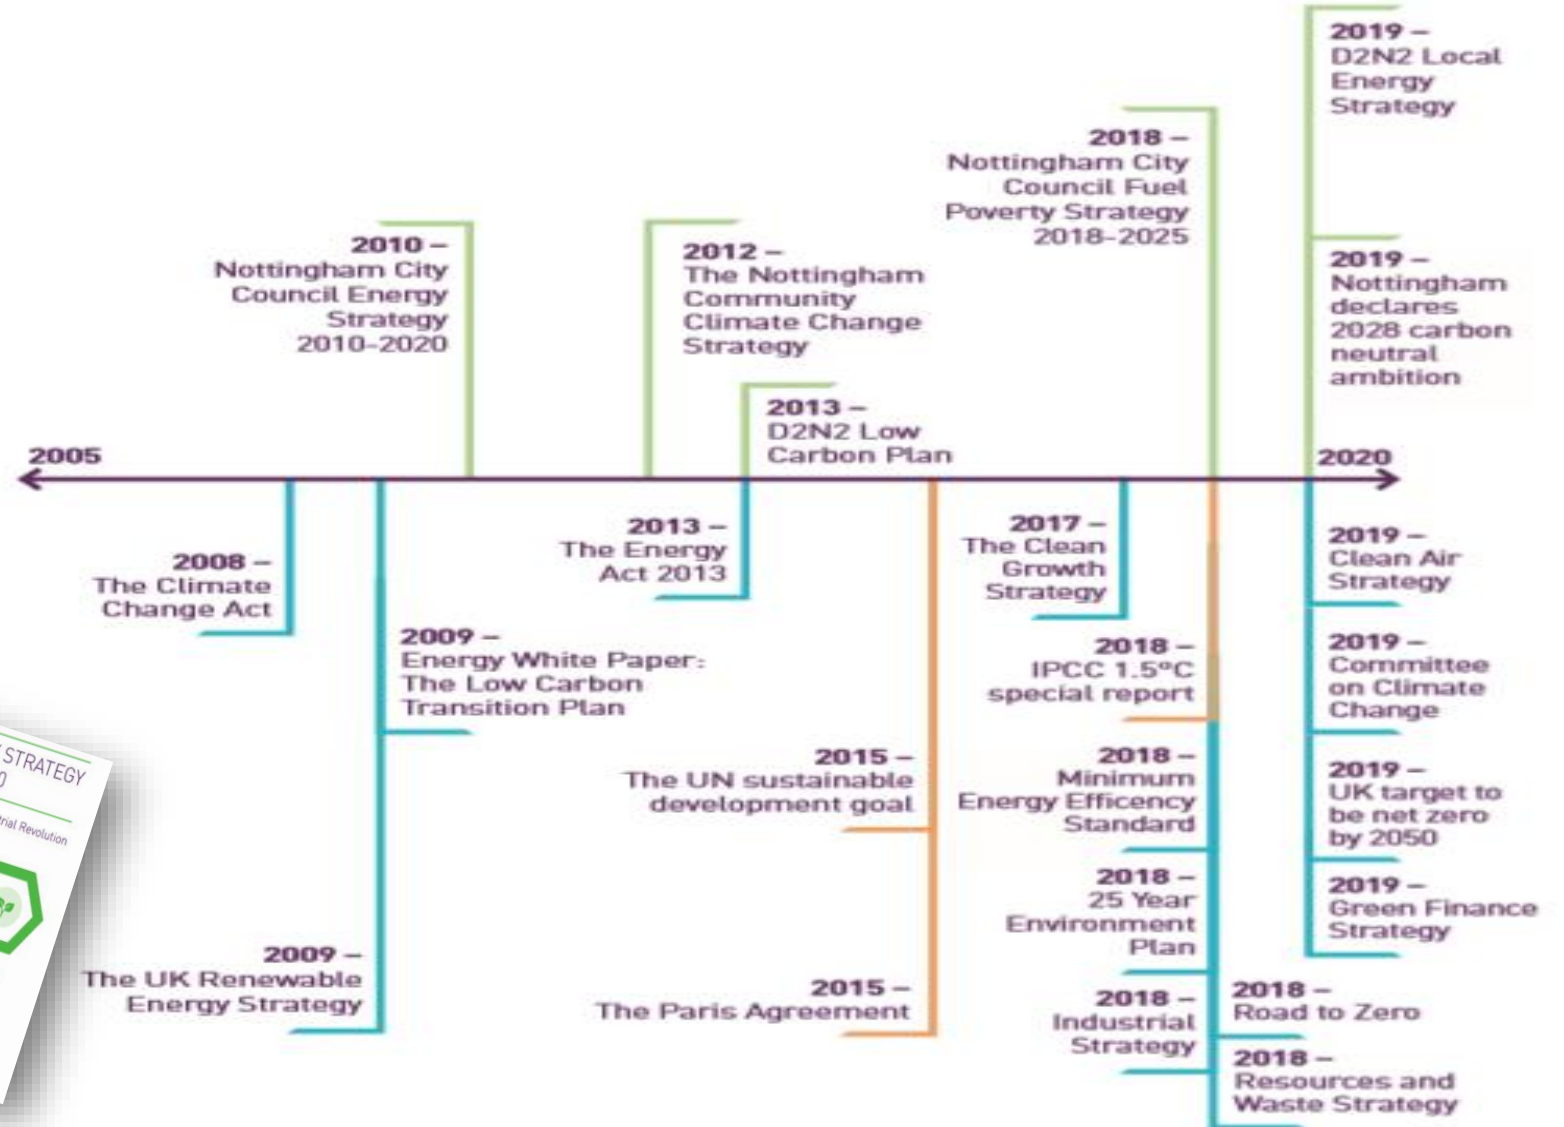 2005
2020
2010 –
Nottingham City
Council Energy
Strategy
2010-2020
2012 –
The Nottingham
Community
Climate Change
Strategy
2013 –
D2N2 Low
Carbon Plan
2018 –
Nottingham City
Council Fuel
Poverty Strategy
2018-2025
2019 –
D2N2 Local
Energy
Strategy
2019 –
Nottingham
declares
2028 carbon
neutral
ambition
2008 –
The Climate
Change Act
2009 –
Energy White Paper:
The Low Carbon
Transition Plan
2009 –
The UK Renewable
Energy Strategy
2013 –
The Energy
Act 2013
2015 –
The UN sustainable
development goal
2015 –
The Paris Agreement
2017 –
The Clean
Growth
Strategy
2018 –
IPCC 1.5ºC
special report
2018 –
Minimum
Energy Efficency
Standard
2018 –
25 Year
Environment
Plan
2018 –
Industrial
Strategy
2018 –
Road to Zero
2018 –
Resources and
Waste Strategy
2019 –
Clean Air
Strategy
2019 –
Committee
on Climate
Change
2019 –
UK target to
be net zero
by 2050
2019 –
Green Finance
Strategy
STRATEGY
Revolution